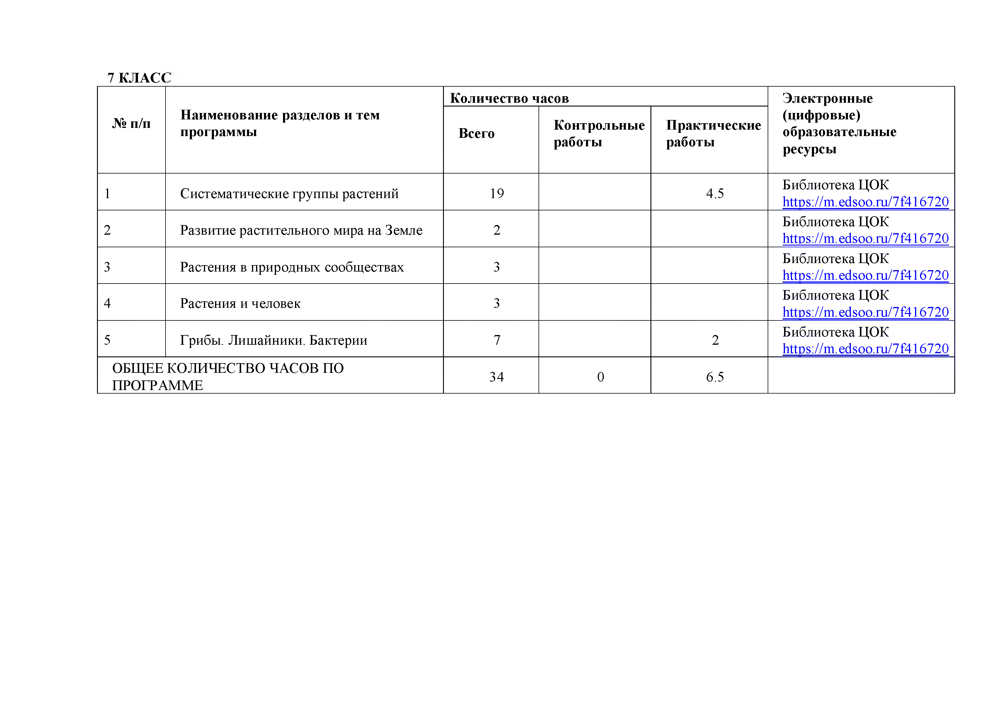 7 КЛАСС
№ п/п
Наименование разделов и тем
программы
Количество часов
Всего
Контрольные
работы
Практические
работы
Электронные
(цифровые)
образовательные
ресурсы
1
Систематические группы растений
19
4.5
Библиотека ЦОК
https://m.edsoo.ru/7f416720
2
Развитие растительного мира на Земле
2
Библиотека ЦОК
https://m.edsoo.ru/7f416720
3
Растения в природных сообществах
3
Библиотека ЦОК
https://m.edsoo.ru/7f416720
4
Растения и человек
3
Библиотека ЦОК
https://m.edsoo.ru/7f416720
5
Грибы. Лишайники. Бактерии
7
2
Библиотека ЦОК
https://m.edsoo.ru/7f416720
ОБЩЕЕ КОЛИЧЕСТВО ЧАСОВ ПО
ПРОГРАММЕ
34
0
6.5